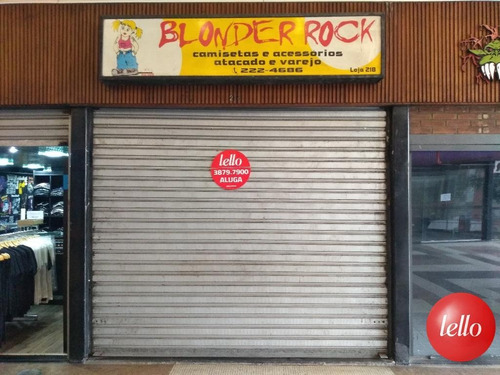 BLONDER ROCK
camisetas e acessorios
atacado e varejo
222-4686
Loja 218
lello
3879.7900
ALUGA
lello